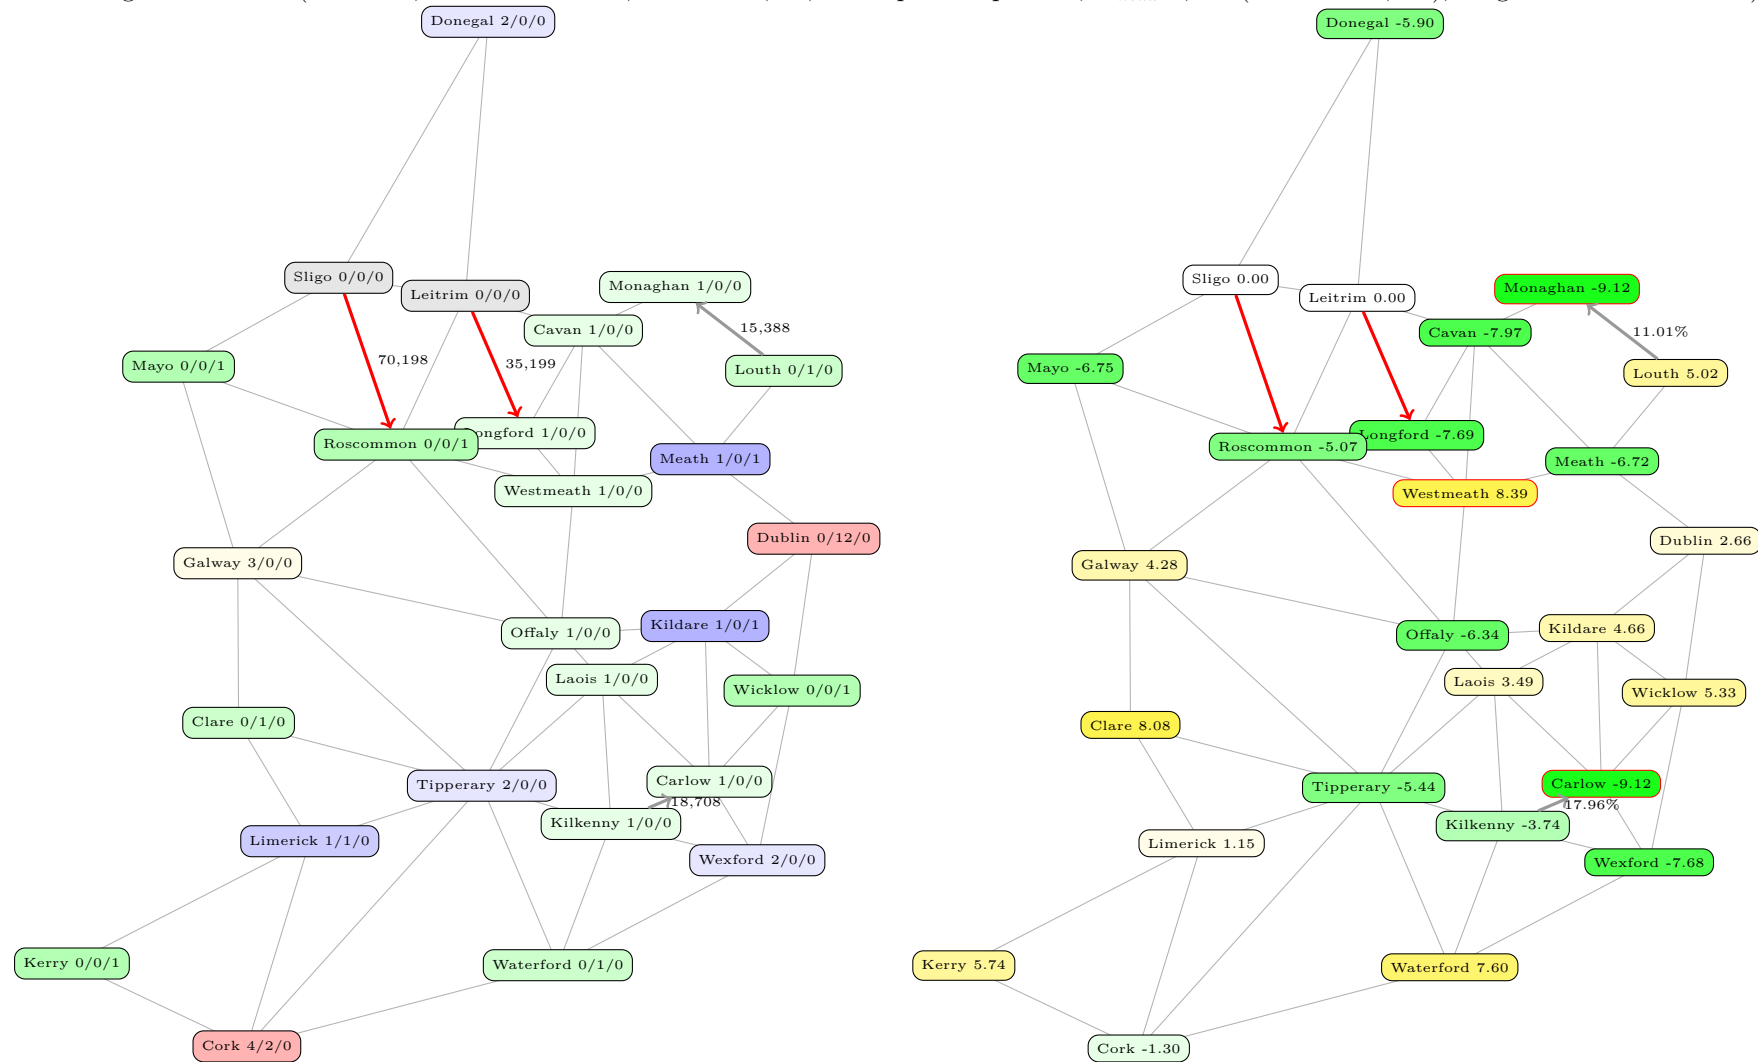 Donegal 2/0/0
Sligo 0/0/0
Leitrim 0/0/0
Monaghan 1/0/0
Cavan 1/0/0
15,388
70,198
35,199
Mayo 0/0/1
Louth 0/1/0
Roscommon 0/0/1
ongford 1/0/0
Meath 1/0/1
Westmeath 1/0/0
Dublin 0/12/0
Galway 3/0/0
Offaly 1/0/0
Kildare 1/0/1
Laois 1/0/0
Wicklow 0/0/1
Clare 0/1/0
Tipperary 2/0/0
Carlow 1/0/0
18,708
Kilkenny 1/0/0
Limerick 1/1/0
Wexford 2/0/0
Kerry 0/0/1
Waterford 0/1/0
Cork 4/2/0
Donegal -5.90
Sligo 0.00
Leitrim 0.00
Monaghan -9.12
Cavan -7.97
11.01%
Mayo -6.75
Louth 5.02
Roscommon -5.07
Longford -7.69
Meath -6.72
Westmeath 8.39
Dublin 2.66
Galway 4.28
Offaly -6.34
Kildare 4.66
Laois 3.49
Wicklow 5.33
Clare 8.08
Tipperary -5.44
Carlow -9.12
17.96%
Kilkenny -3.74
Limerick 1.15
Wexford -7.68
Kerry 5.74
Waterford 7.60
Cork -1.30